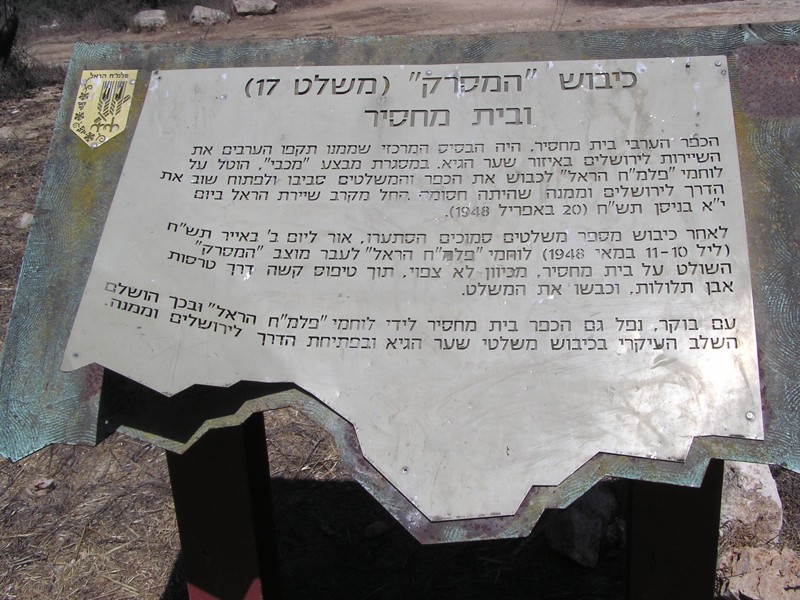 פלמ"ח הראל
כיבוש "המסרק" (משלט 17)
ובית מחסיר
הכפר הערבי בית מחסיר, היה הבסיס המרכזי שממנו תקפו הערבים את
השיירות לירושלים באיזור שער הגיא. במסגרת מבצע "מכבי", הוטל על
לוחמי "פלמ"ח הראל" לכבוש את הכפר והמשלטים סביבו ולפתוח שוב את
הדרך לירושלים וממנה שהיתה חסומה החל מקרב שיירת הראל ביום
י"א בניסן תש"ח (20 באפריל 1948).
לאחר כיבוש מספר משלטים סמוכים הסתערו, אור ליום ב' באייר תש"ח
(ליל 10-11 במאי 1948) לוחמי "פלמ"ח הראל" לעבר מוצב "המסרק"
השולט על בית מחסיר, מכיוון לא צפוי, תוך טיפוס קשה דרך טרסות
אבן תלולות, וכבשו את המשלט.
עם בוקר, נפל גם הכפר בית מחסיר לידי לוחמי "פלמ"ח הראל" ובכך הושלם
השלב העיקרי בכיבוש משלטי שער הגיא ובפתיחת הדרך לירושלים וממנה.